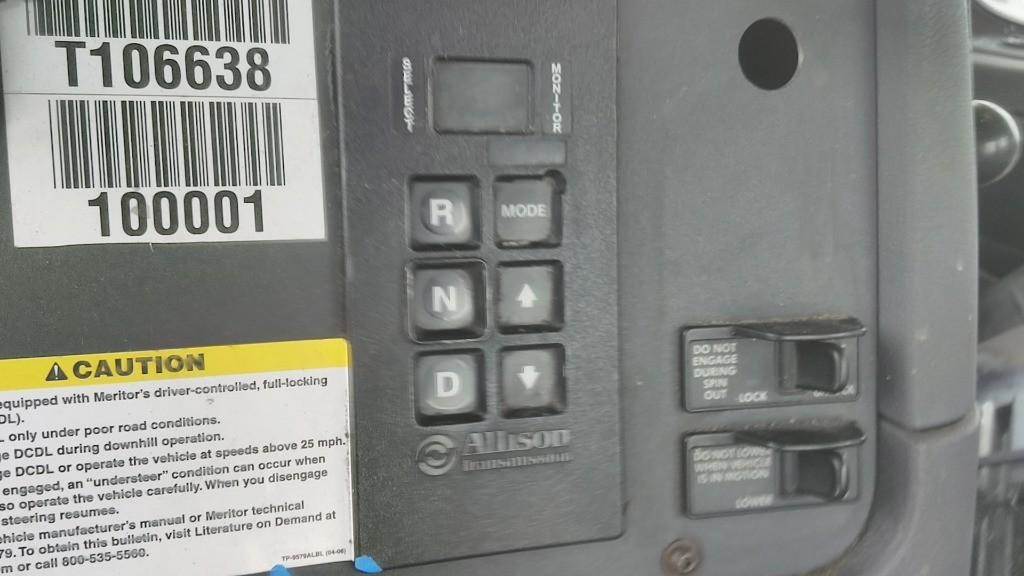 T106638
100001
CAUTION
equipped with Meritor's driver-controlled, full-locking
DL).
only under poor road conditions.
e DCDL during downhill operation.
ge DCDL or operate the vehicle at speeds above 25 mph.
engaged, an "understeer" condition can occur when
so operate the vehicle carefully. When you disengage
steering resumes.
ehicle manufacturer's manual or Meritor technical
79. To obtain this bulletin, visit Literature on Demand at
m or call 800-535-5560.
TP-9579ALBL (04-06)
SELECT
MONITOR
R
MODE
N
D
Allison
Transmission
DO NOT
ENGAGE
DURING
SPIN
OUT
LOCK
DO NOT LOWER
WHEN VEHICLE
IS IN MOTION
LOWER